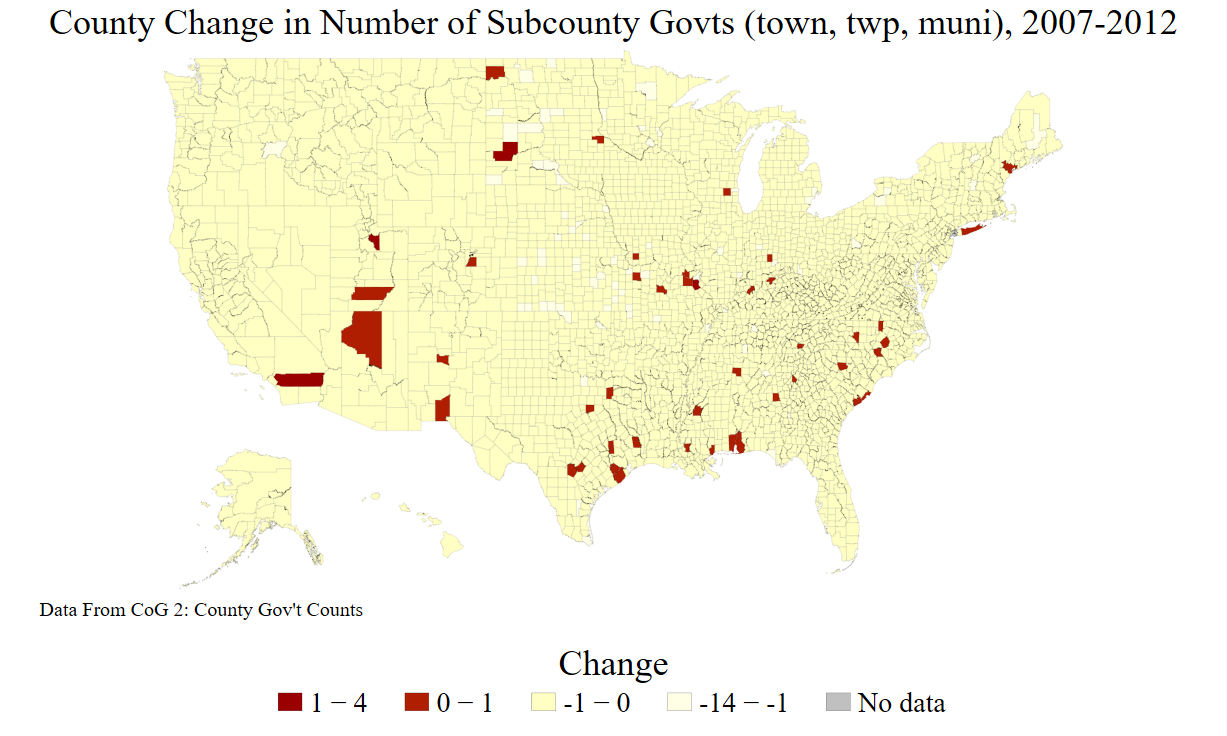 County Change in Number of Subcounty Govts (town, twp, muni), 2007-2012
Data From CoG 2: County Gov't Counts
Change
1 − 4 0 − 1 -1 − 0 -14 − -1 No data